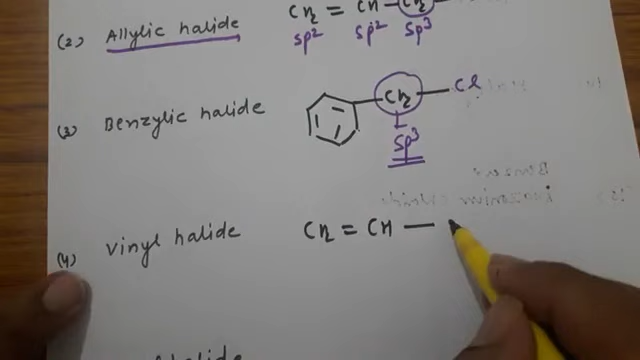 (2) Allylic halide CH₂ = CH – CH₂ –
sp² sp² sp³
(3) Benzylic halide CH₂ — Cl
sp³
(4) Vinyl halide CH₂ = CH —
halide